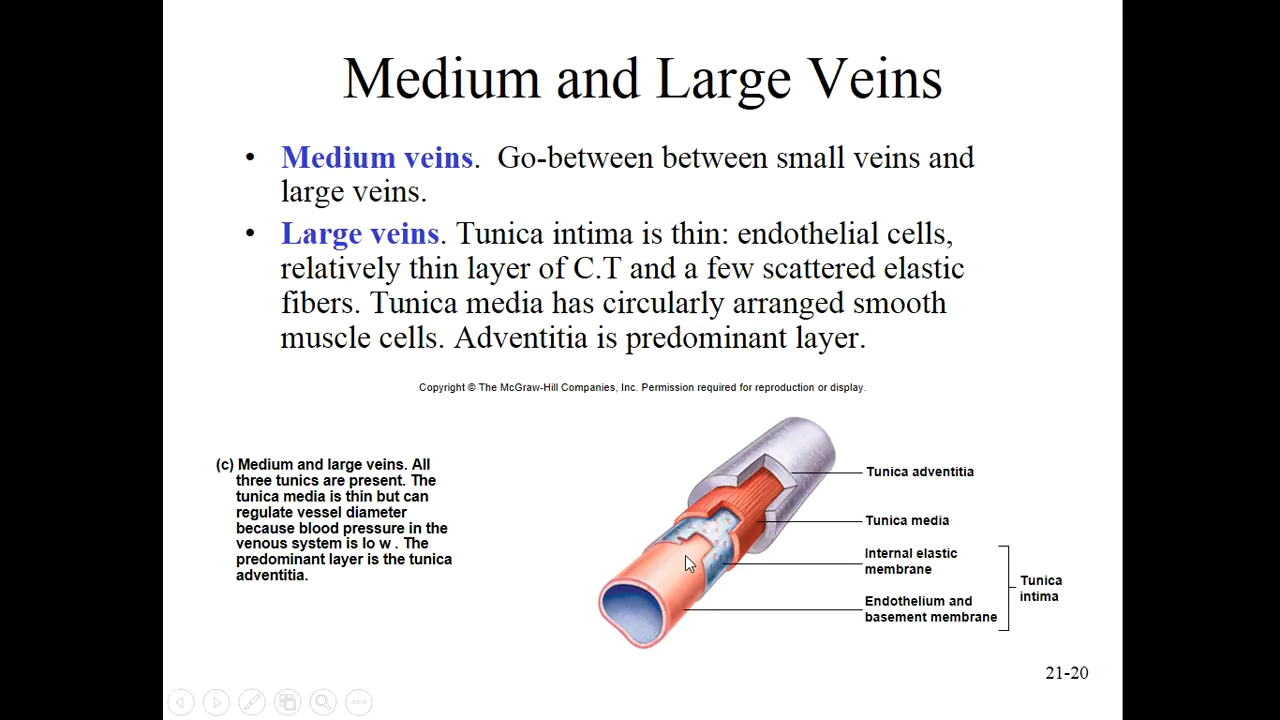 Medium and Large Veins
• Medium veins.  Go-between between small veins and
large veins.
• Large veins. Tunica intima is thin: endothelial cells,
relatively thin layer of C.T and a few scattered elastic
fibers. Tunica media has circularly arranged smooth
muscle cells. Adventitia is predominant layer.
Copyright © The McGraw-Hill Companies, Inc. Permission required for reproduction or display.
(c) Medium and large veins. All
three tunics are present. The
tunica media is thin but can
regulate vessel diameter
because blood pressure in the
venous system is lo w . The
predominant layer is the tunica
adventitia.
Tunica adventitia
Tunica media
Internal elastic
membrane
Endothelium and
basement membrane
Tunica
intima
21-20